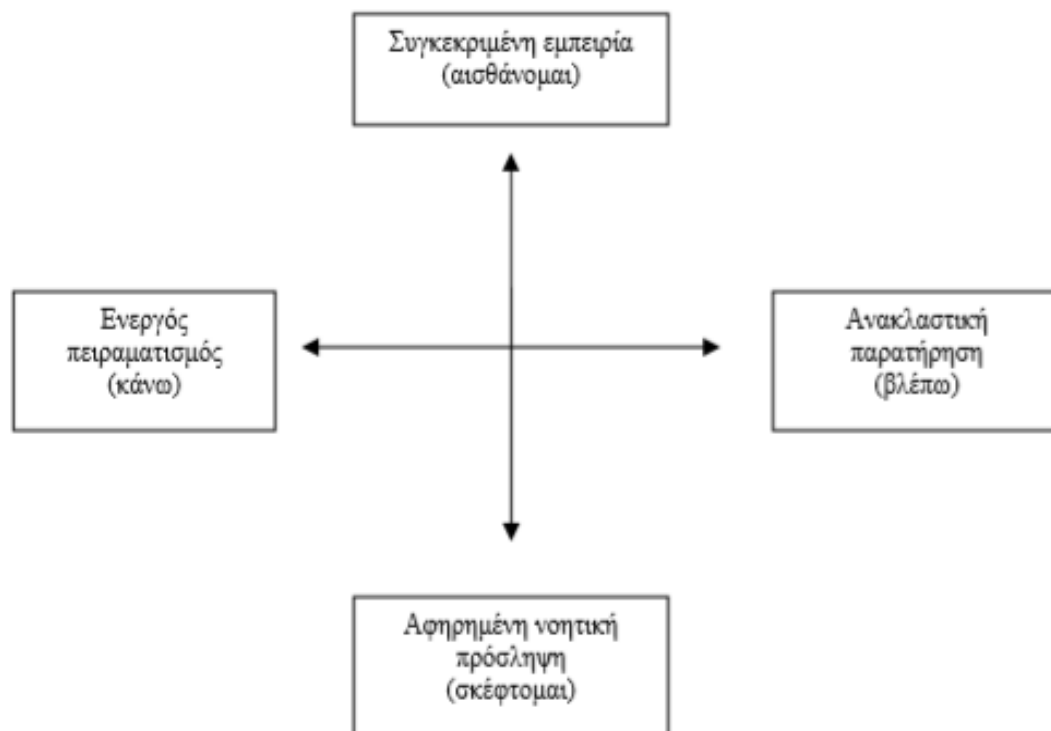 Συγκεκριμένη εμπειρία
(αισθάνομαι)
Ενεργός
πειραματισμός
(κάνω)
Ανακλαστική
παρατήρηση
(βλέπω)
Αφηρημένη νοητική
πρόσληψη
(σκέφτομαι)